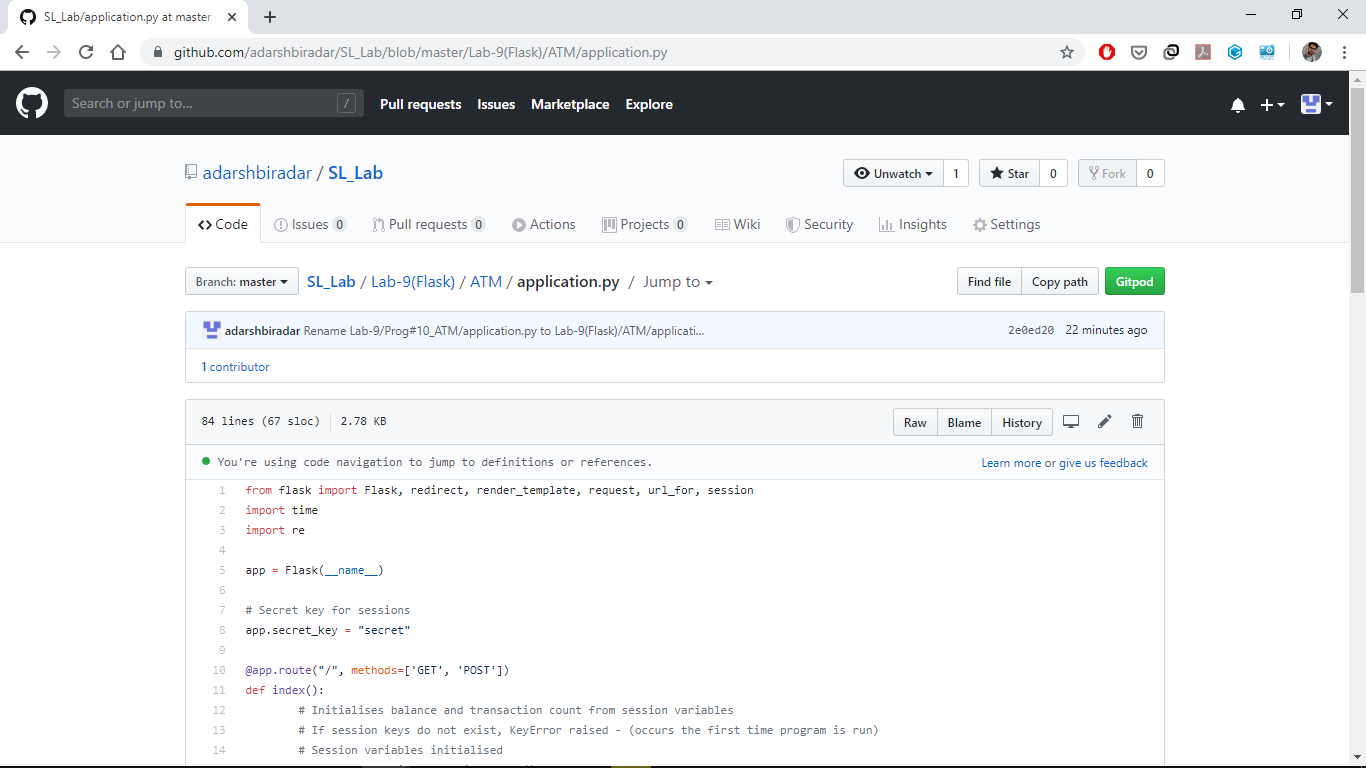 SL_Lab/application.py at master
github.com/adarshbiradar/SL_Lab/blob/master/Lab-9(Flask)/ATM/application.py
Search or jump to... / Pull requests Issues Marketplace Explore
adarshbiradar / SL_Lab Unwatch 1 Star 0 Fork 0
Code Issues 0 Pull requests 0 Actions Projects 0 Wiki Security Insights Settings
Branch: master SL_Lab / Lab-9(Flask) / ATM / application.py / Jump to Find file Copy path Gitpod
adarshbiradar Rename Lab-9/Prog#10_ATM/application.py to Lab-9(Flask)/ATM/applicati... 2e0ed20 22 minutes ago
1 contributor
84 lines (67 sloc) 2.78 KB Raw Blame History
You're using code navigation to jump to definitions or references. Learn more or give us feedback
1 from flask import Flask, redirect, render_template, request, url_for, session
2 import time
3 import re
4
5 app = Flask(__name__)
6
7 # Secret key for sessions
8 app.secret_key = "secret"
9
10 @app.route("/", methods=['GET', 'POST'])
11 def index():
12 # Initialises balance and transaction count from session variables
13 # If session keys do not exist, KeyError raised - (occurs the first time program is run)
14 # Session variables initialised